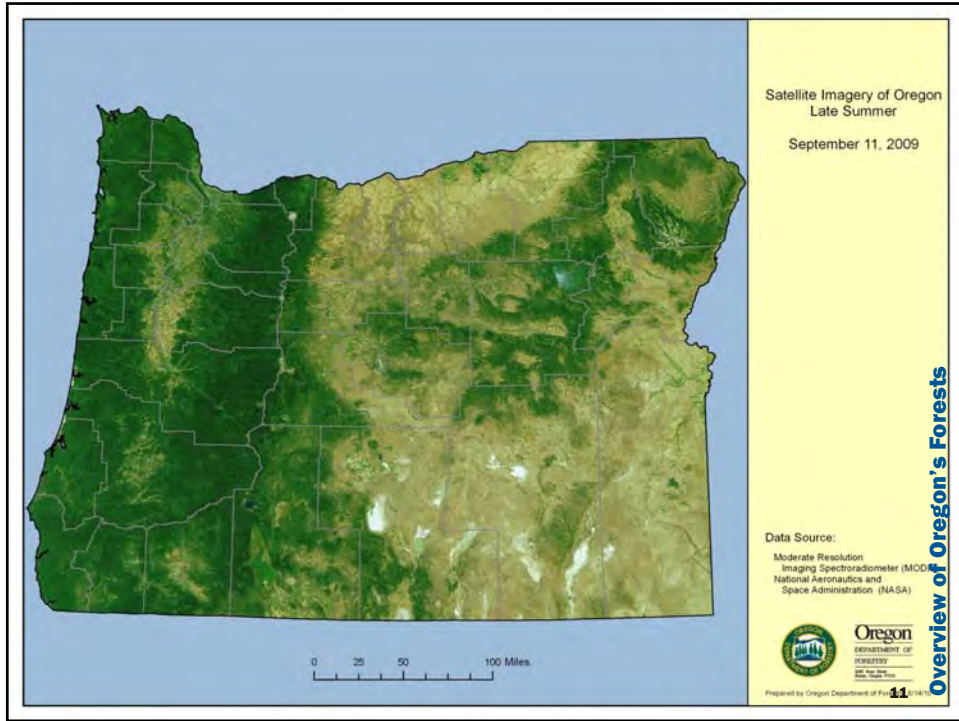 Satellite Imagery of Oregon
Late Summer
September 11, 2009
Data Source:
Moderate Resolution
Imaging Spectroradiometer (MODI
National Aeronautics and
Space Administration (NASA)
0 25 50 100 Miles
Oregon
DEPARTMENT OF
FORESTRY
Prepared by Oregon Department of
11
Overview of Oregon's Forests